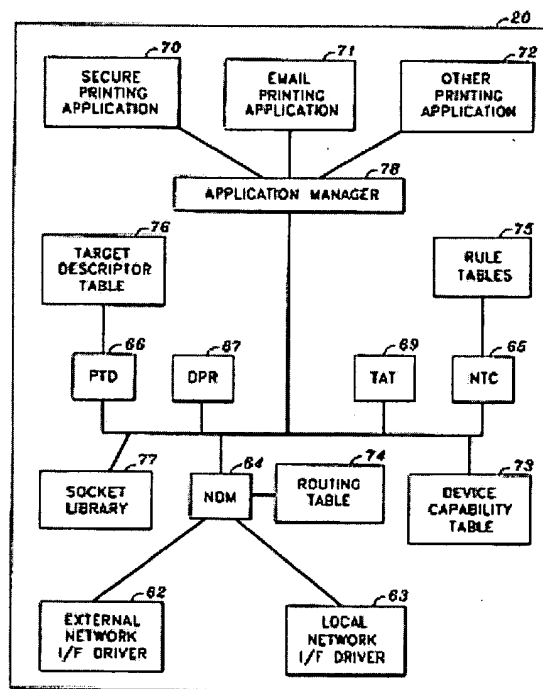 20
70
71
72
SECURE
PRINTING
APPLICATION
EMAIL
PRINTING
APPLICATION
OTHER
PRINTING
APPLICATION
78
APPLICATION MANAGER
76
75
TARGET
DESCRIPTOR
TABLE
RULE
TABLES
66
67
69
65
PTD
DPR
TAT
NTC
77
64
74
73
SOCKET
LIBRARY
NDM
ROUTING
TABLE
DEVICE
CAPABILITY
TABLE
62
63
EXTERNAL
NETWORK
I/F DRIVER
LOCAL
NETWORK
I/F DRIVER